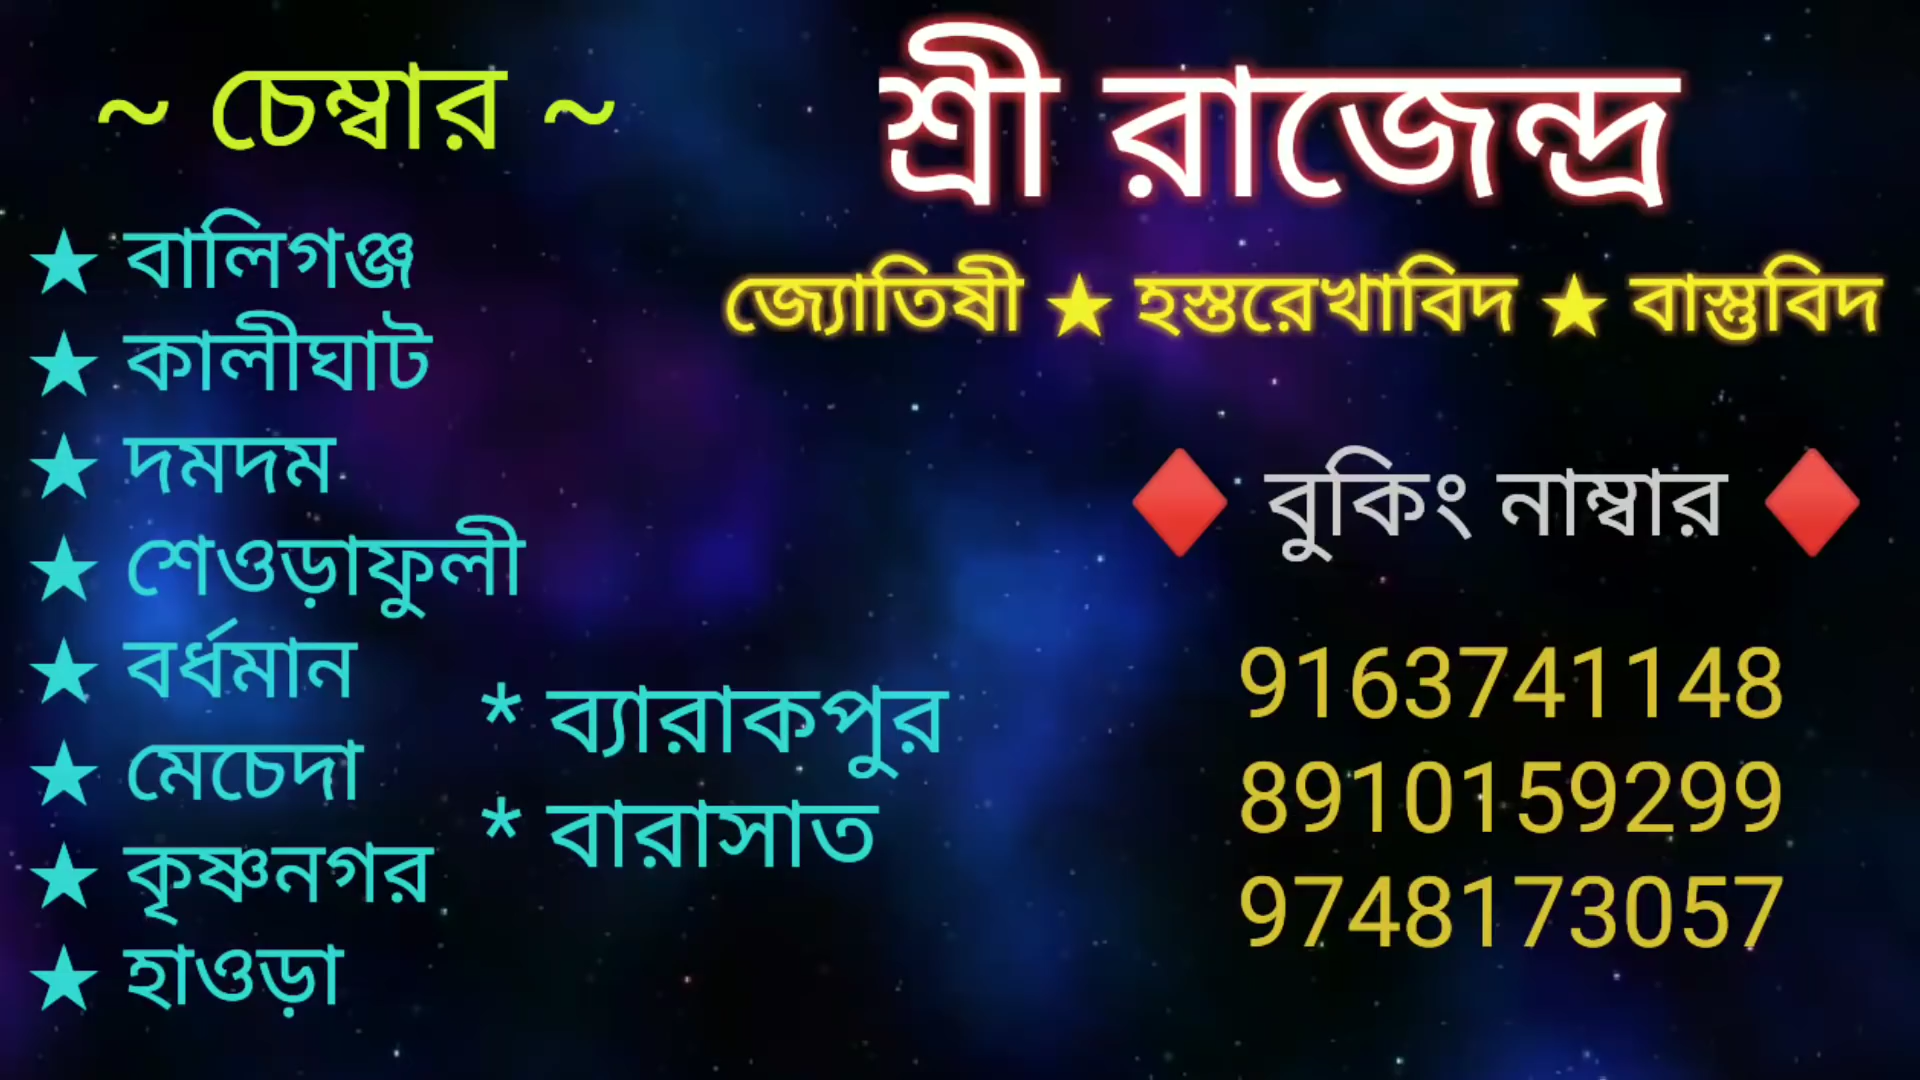 ~ চেম্বার ~
★ বালিগঞ্জ
★ কালীঘাট
★ দমদম
★ শেওড়াফুলী
★ বর্ধমান
★ মেচেদা
★ কৃষ্ণনগর
★ হাওড়া
* ব্যারাকপুর
* বারাসাত
শ্রী রাজেন্দ্র
জ্যোতিষী ★ হস্তরেখাবিদ ★ বাস্তুবিদ
♦ বুকিং নাম্বার ♦
9163741148
8910159299
9748173057